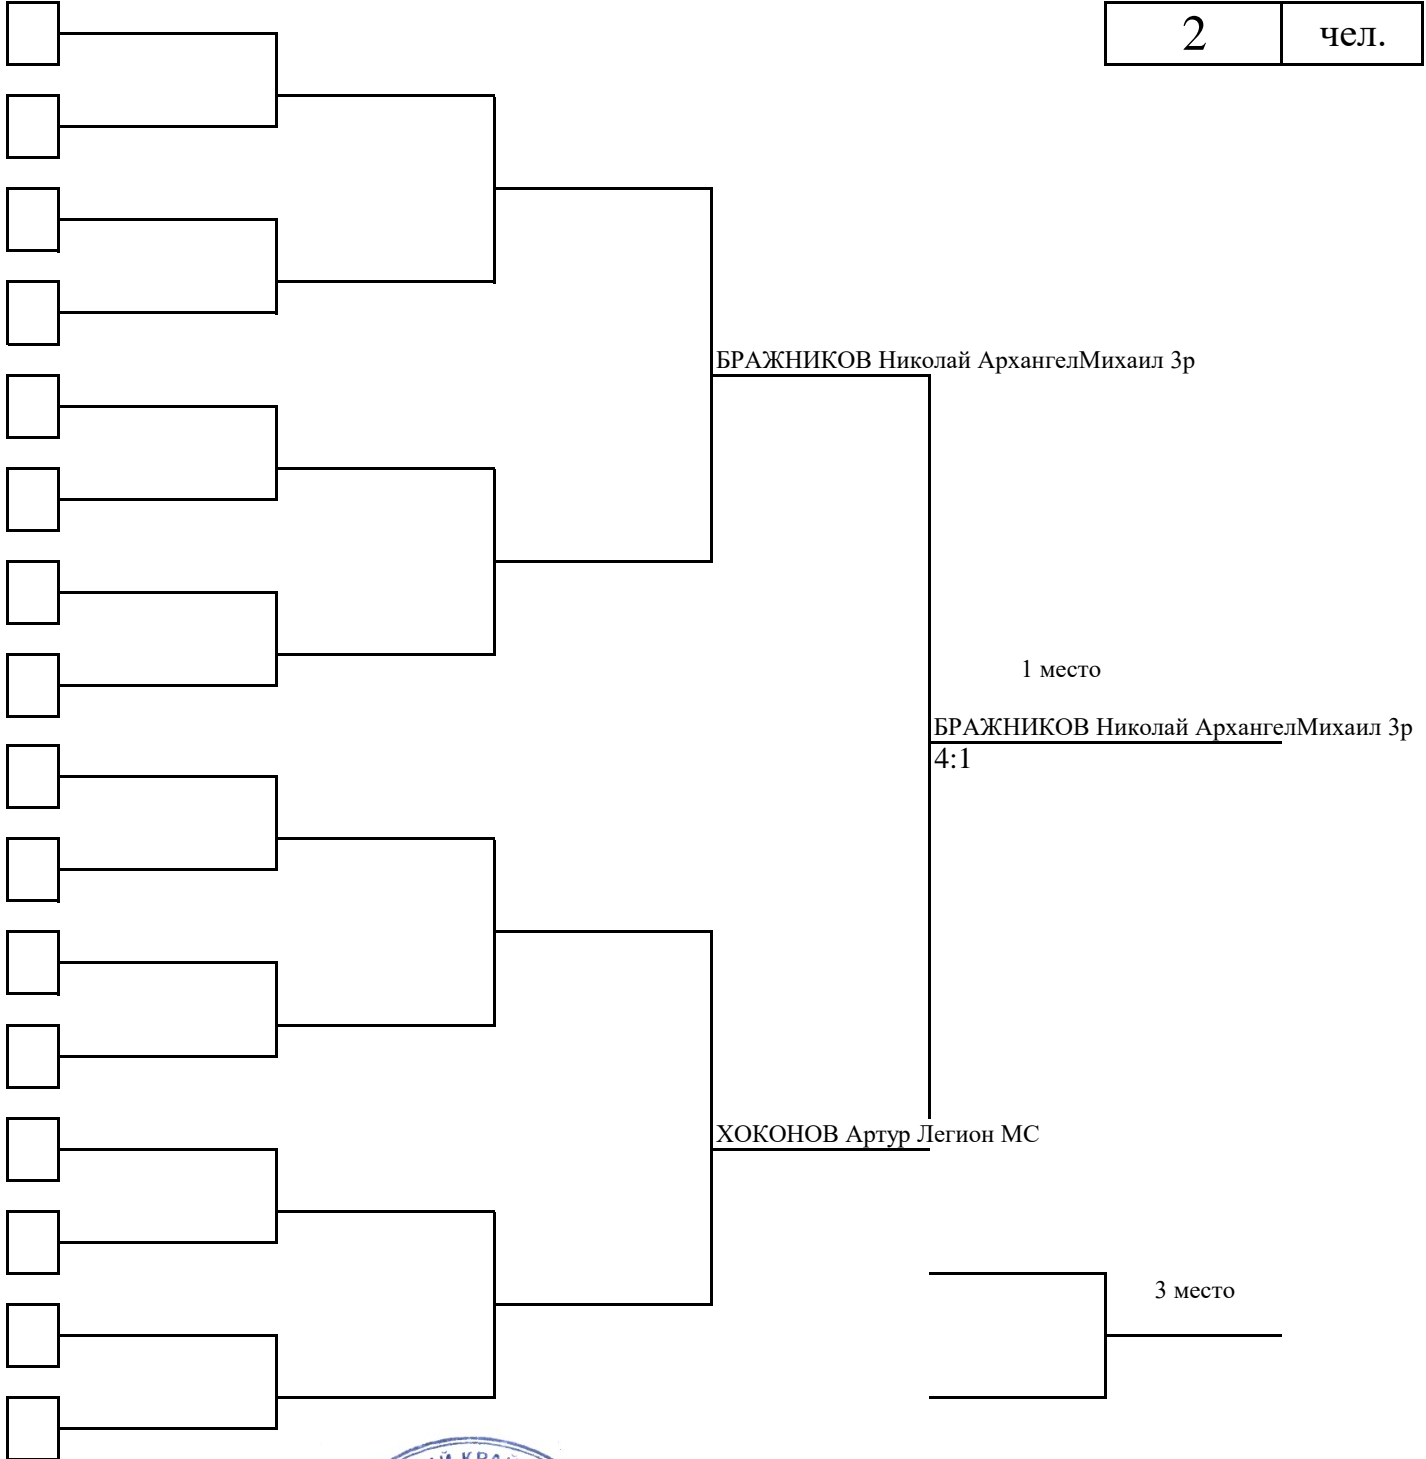 2 чел.
БРАЖНИКОВ Николай АрхангелМихаил 3р
1 место
БРАЖНИКОВ Николай АрхангелМихаил 3р
4:1
ХОКОНОВ Артур Легион МС
3 место